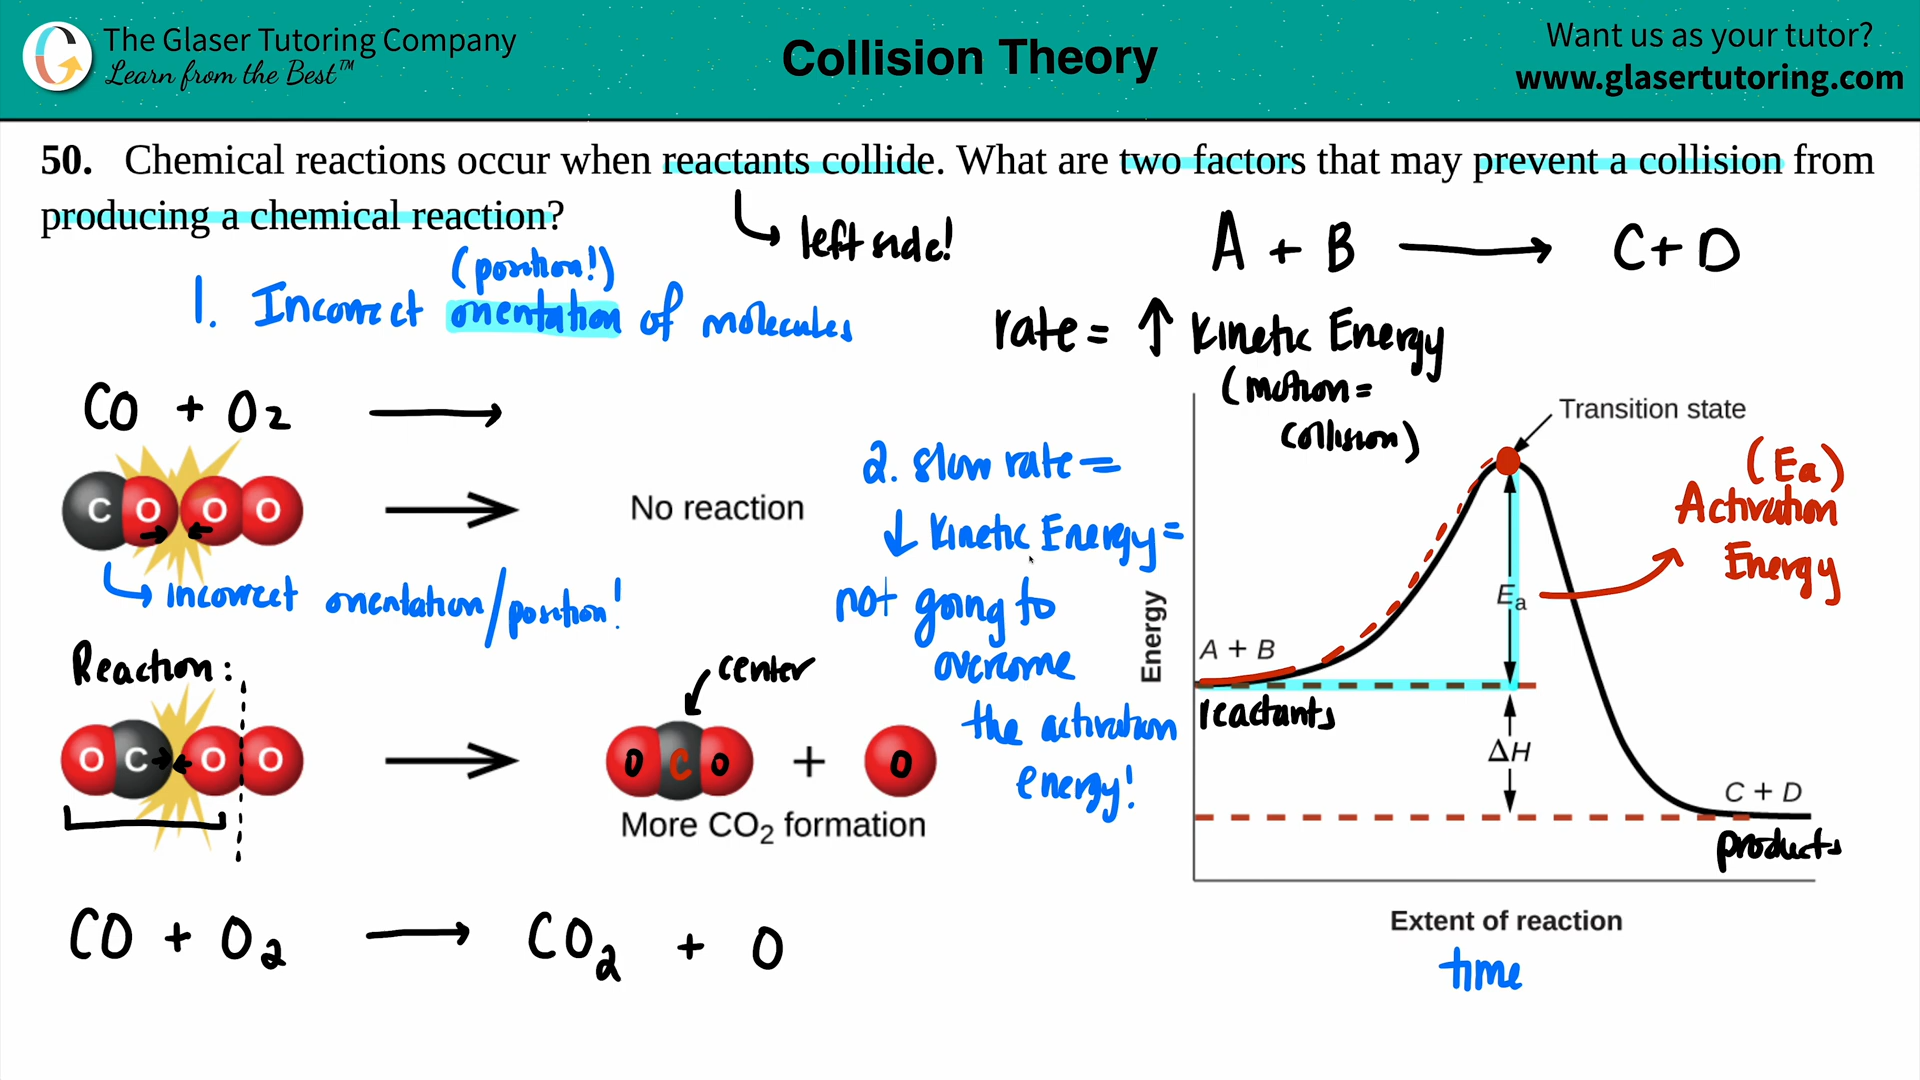 The Glaser Tutoring Company
Learn from the Best™
Collision Theory
Want us as your tutor?
www.glasertutoring.com
50. Chemical reactions occur when reactants collide. What are two factors that may prevent a collision from
producing a chemical reaction?
left side!
A + B → C + D
(position!)
1. Incorrect orientation of molecules
rate = ↑ Kinetic Energy
(motion =
collision)
CO + O2 →
C O O O → No reaction
incorrect orientation/position!
2. slow rate =
↓ Kinetic Energy =
not going to
overcome
the activation
energy!
Reaction:
center
O C O O → O C O + O
More CO2 formation
CO + O2 → CO2 + O
Transition state
(Ea)
Activation
Energy
Ea
Energy
A + B
reactants
ΔH
C + D
products
Extent of reaction
time